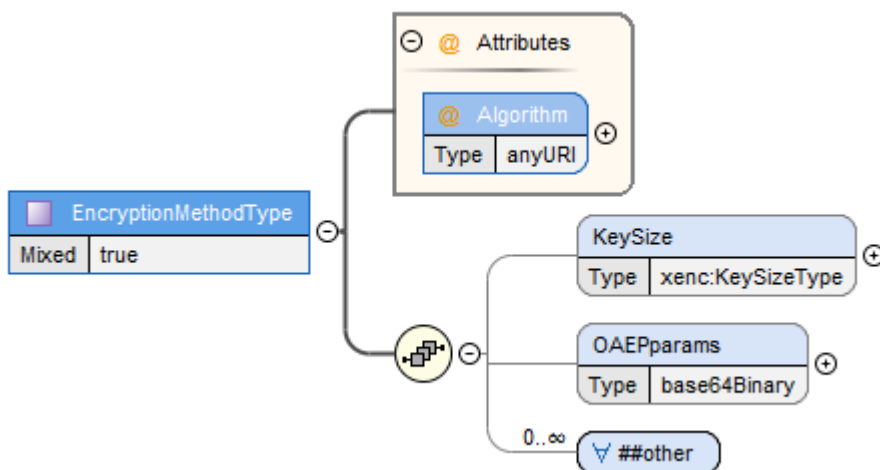 @ Attributes
@ Algorithm
Type anyURI
EncryptionMethodType
Mixed true
KeySize
Type xenc:KeySizeType
OAEPparams
Type base64Binary
0..∞
∀ ##other